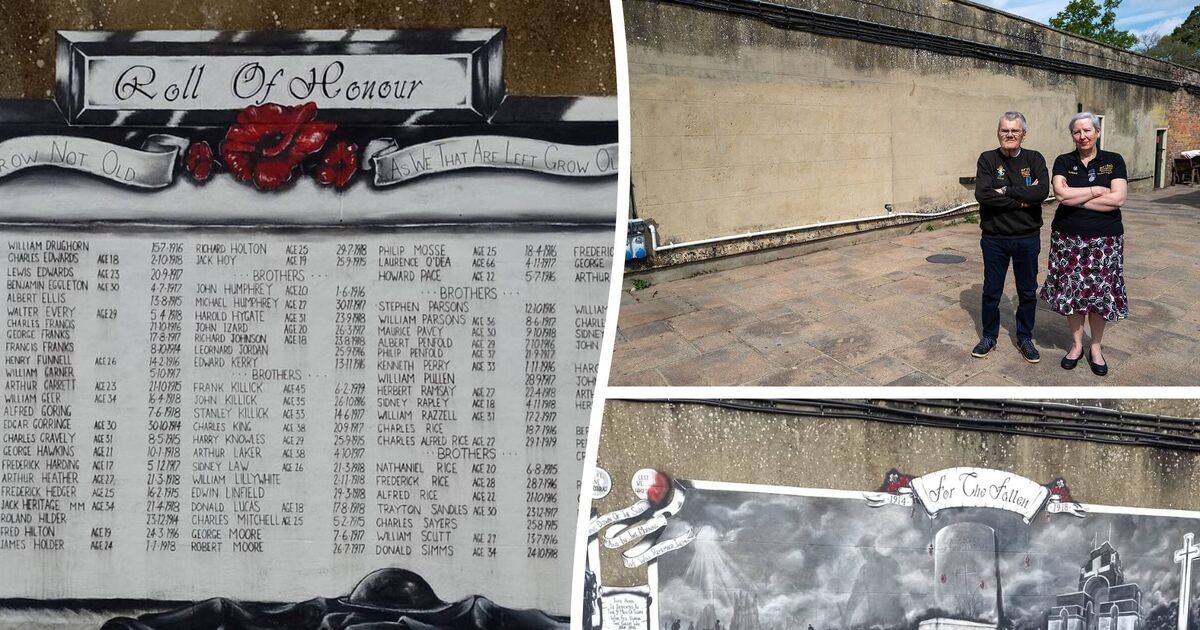 Roll Of Honour
ROW NOT OLD
AS WE THAT ARE LEFT GROW OL
WILLIAM DRUGHORN 15·7·1916
CHARLES EDWARDS AGE 18 2·10·1918
LEWIS EDWARDS AGE 23 20·9·1917
BENJAMIN EGGLETON AGE 30 4·7·1917
ALBERT ELLIS 13·8·1915
WALTER EVERY AGE 29 5·4·1918
CHARLES FRANCIS 21·10·1916
GEORGE FRANKS 17·8·1917
FRANCIS FRANKS 8·10·1914
HENRY FUNNELL AGE 26 14·2·1916
WILLIAM GARNER 5·10·1917
ARTHUR GARRETT AGE 23 21·10·1915
WILLIAM GEER AGE 34 16·4·1918
ALFRED GORING 7·6·1918
EDGAR GORRINGE AGE 30 30·10·1914
CHARLES GRAVELY AGE 31 8·5·1915
GEORGE HAWKINS AGE 21 10·1·1918
FREDERICK HARDING AGE 17 5·12·1917
ARTHUR HEATHER AGE 27 21·3·1918
FREDERICK HEDGER AGE 25 16·2·1915
JACK HERITAGE MM AGE 34 21·4·1918
ROLAND HILDER 23·12·1914
FRED HILTON AGE 19 24·3·1916
JAMES HOLDER AGE 24 1·1·1918
RICHARD HOLTON AGE 25 29·7·1918
JACK HOY AGE 19 25·9·1915
··· BROTHERS ···
JOHN HUMPHREY AGE 20 1·6·1916
MICHAEL HUMPHREY AGE 27 30·11·1917
HAROLD HYGATE AGE 31 23·9·1918
JOHN IZARD AGE 20 26·3·1917
RICHARD JOHNSON AGE 18 23·8·1918
LEORNARD JORDAN 25·9·1916
EDWARD KERRY 13·11·1916
··· BROTHERS ···
FRANK KILLICK AGE 45 6·2·1919
JOHN KILLICK AGE 35 26·10·1916
STANLEY KILLICK AGE 33 14·6·1917
CHARLES KING AGE 38 20·9·1917
HARRY KNOWLES AGE 29 25·9·1915
ARTHUR LAKER AGE 38 4·10·1917
SIDNEY LAW AGE 26 21·3·1918
WILLIAM LILLYWHITE 2·11·1918
EDWIN LINFIELD 29·3·1918
DONALD LUCAS AGE 18 17·8·1918
CHARLES MITCHELL AGE 25 5·2·1915
GEORGE MOORE 7·6·1917
ROBERT MOORE 26·7·1917
PHILIP MOSSE AGE 25 18·4·1916
LAURENCE O'DEA AGE 66 4·11·1917
HOWARD PACE AGE 22 5·7·1916
··· BROTHERS ···
STEPHEN PARSONS 12·10·1916
WILLIAM PARSONS AGE 36 8·6·1917
MAURICE PAVEY AGE 30 9·10·1918
ALBERT PENFOLD AGE 29 2·10·1916
PHILIP PENFOLD AGE 37 21·9·1917
KENNETH PERRY AGE 33 1·11·1916
WILLIAM PULLEN 28·9·1917
HERBERT RAMSAY AGE 27 22·4·1918
SIDNEY RAPLEY AGE 18 4·11·1918
WILLIAM RAZZELL AGE 31 17·2·1917
CHARLES RICE 18·7·1916
CHARLES ALFRED RICE AGE 27 29·1·1919
··· BROTHERS ···
NATHANIEL RICE AGE 20 6·8·1915
FREDERICK RICE AGE 28 28·7·1916
ALFRED RICE AGE 22 21·10·1916
TRAYTON SANDLES AGE 30 23·12·1917
CHARLES SAYERS 25·8·1915
WILLIAM SCUTT AGE 27 13·7·1916
DONALD SIMMS AGE 34 24·10·1918
FREDERIC
GEORGE
ARTHUR
WILLIAM
CHARLE
SIDNEY
JOHN
LEST WE
1914
For The Fallen
1918